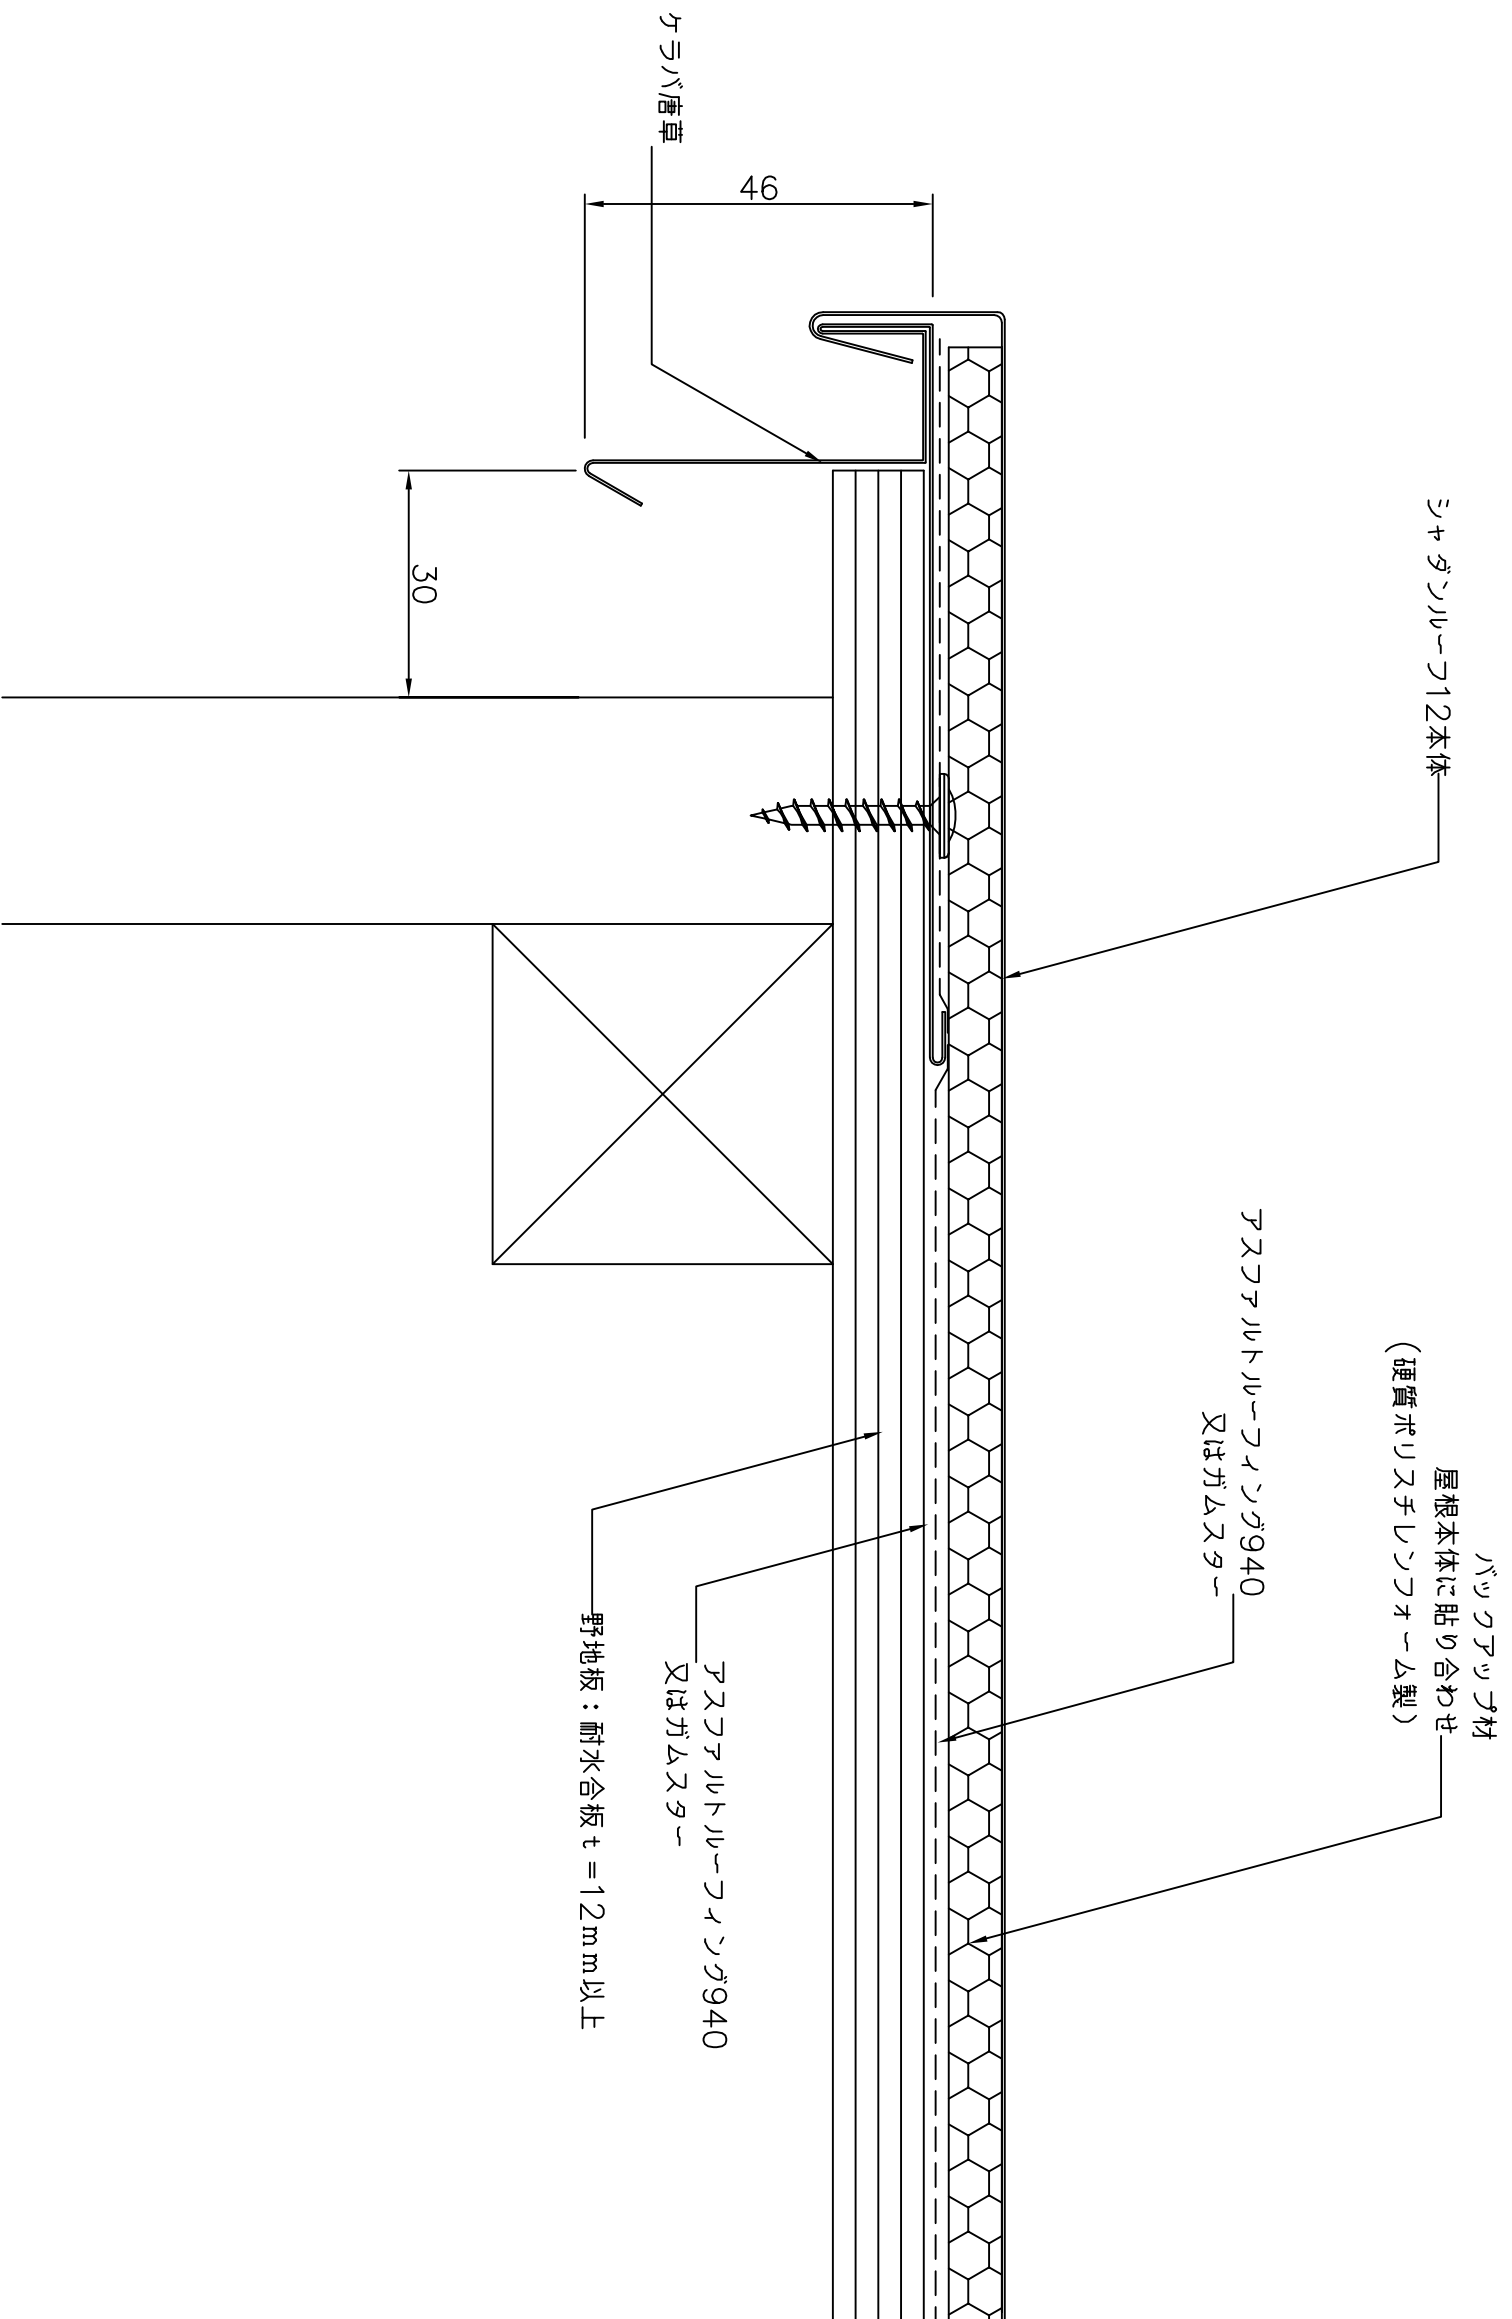 バックアップ材
屋根本体に貼り合わせ
(硬質ポリスチレンフォーム製)
シャダンルーフ12本体
アスファルトルーフィング940
又はガムスター
アスファルトルーフィング940
又はガムスター
野地板：耐水合板t=12mm以上
ケラバ唐草
46
30